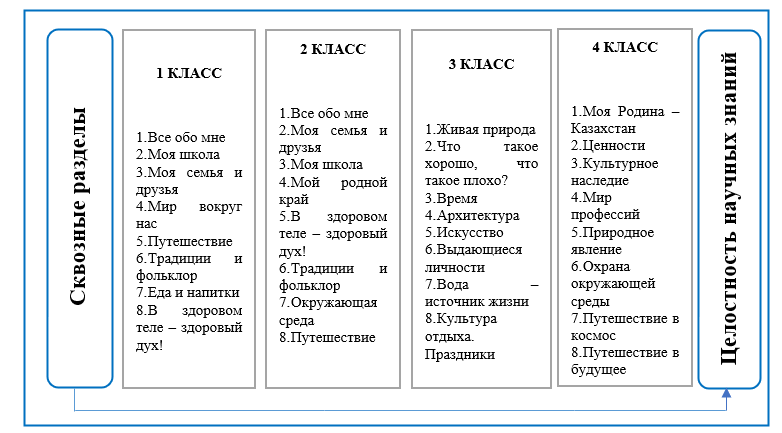 Сквозные разделы
1 КЛАСС
1.Все обо мне
2.Моя школа
3.Моя семья и
друзья
4.Мир вокруг
нас
5.Путешествие
6.Традиции и
фольклор
7.Еда и напитки
8.В здоровом
теле – здоровый
дух!
2 КЛАСС
1.Все обо мне
2.Моя семья и
друзья
3.Моя школа
4.Мой родной
край
5.В здоровом
теле – здоровый
дух!
6.Традиции и
фольклор
7.Окружающая
среда
8.Путешествие
3 КЛАСС
1.Живая природа
2.Что такое
хорошо, что
такое плохо?
3.Время
4.Архитектура
5.Искусство
6.Выдающиеся
личности
7.Вода –
источник жизни
8.Культура
отдыха.
Праздники
4 КЛАСС
1.Моя Родина –
Казахстан
2.Ценности
3.Культурное
наследие
4.Мир
профессий
5.Природное
явление
6.Охрана
окружающей
среды
7.Путешествие в
космос
8.Путешествие в
будущее
Целостность научных знаний